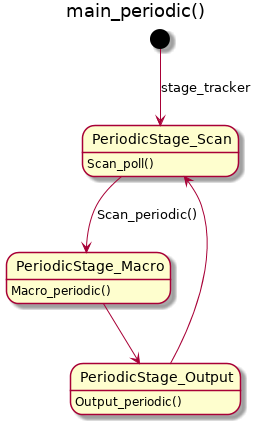 main_periodic()
stage_tracker
PeriodicStage_Scan
Scan_poll()
Scan_periodic()
PeriodicStage_Macro
Macro_periodic()
PeriodicStage_Output
Output_periodic()